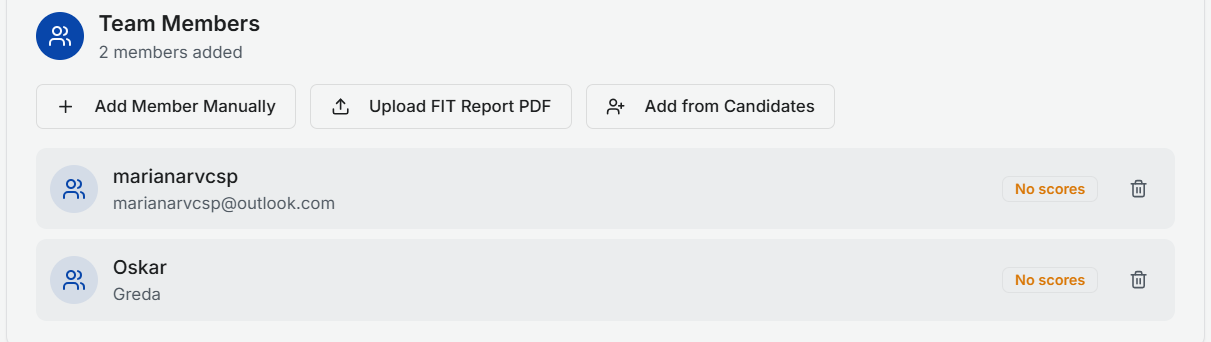 Team Members
2 members added
Add Member Manually
Upload FIT Report PDF
Add from Candidates
marianarvcsp
marianarvcsp@outlook.com
No scores
Oskar
Greda
No scores